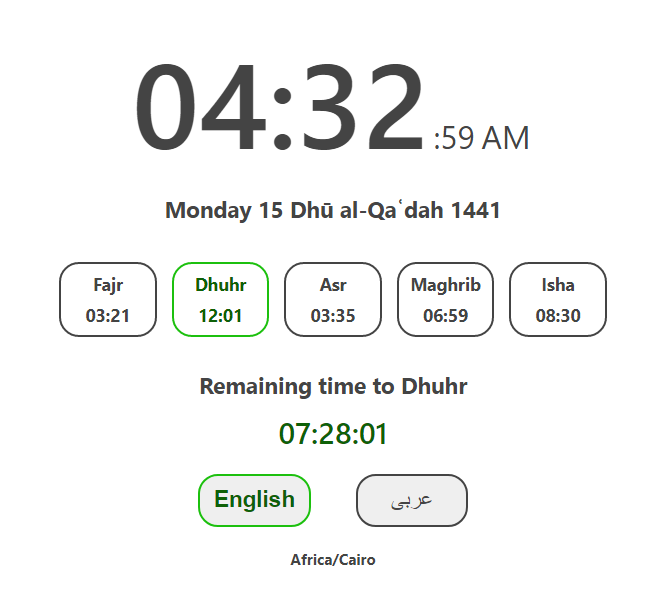 04:32 :59 AM
Monday 15 Dhū al-Qaʿdah 1441
Fajr Dhuhr Asr Maghrib Isha
03:21 12:01 03:35 06:59 08:30
Remaining time to Dhuhr
07:28:01
English عربى
Africa/Cairo